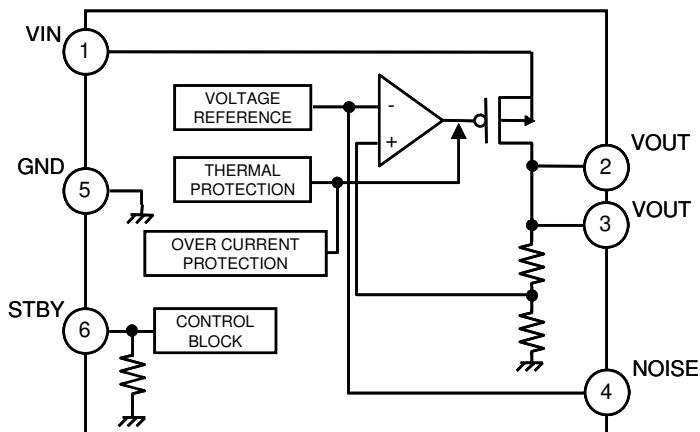 VIN
1
VOLTAGE
REFERENCE
-
+
VOUT
2
GND
5
THERMAL
PROTECTION
VOUT
3
OVER CURRENT
PROTECTION
STBY
6
CONTROL
BLOCK
NOISE
4